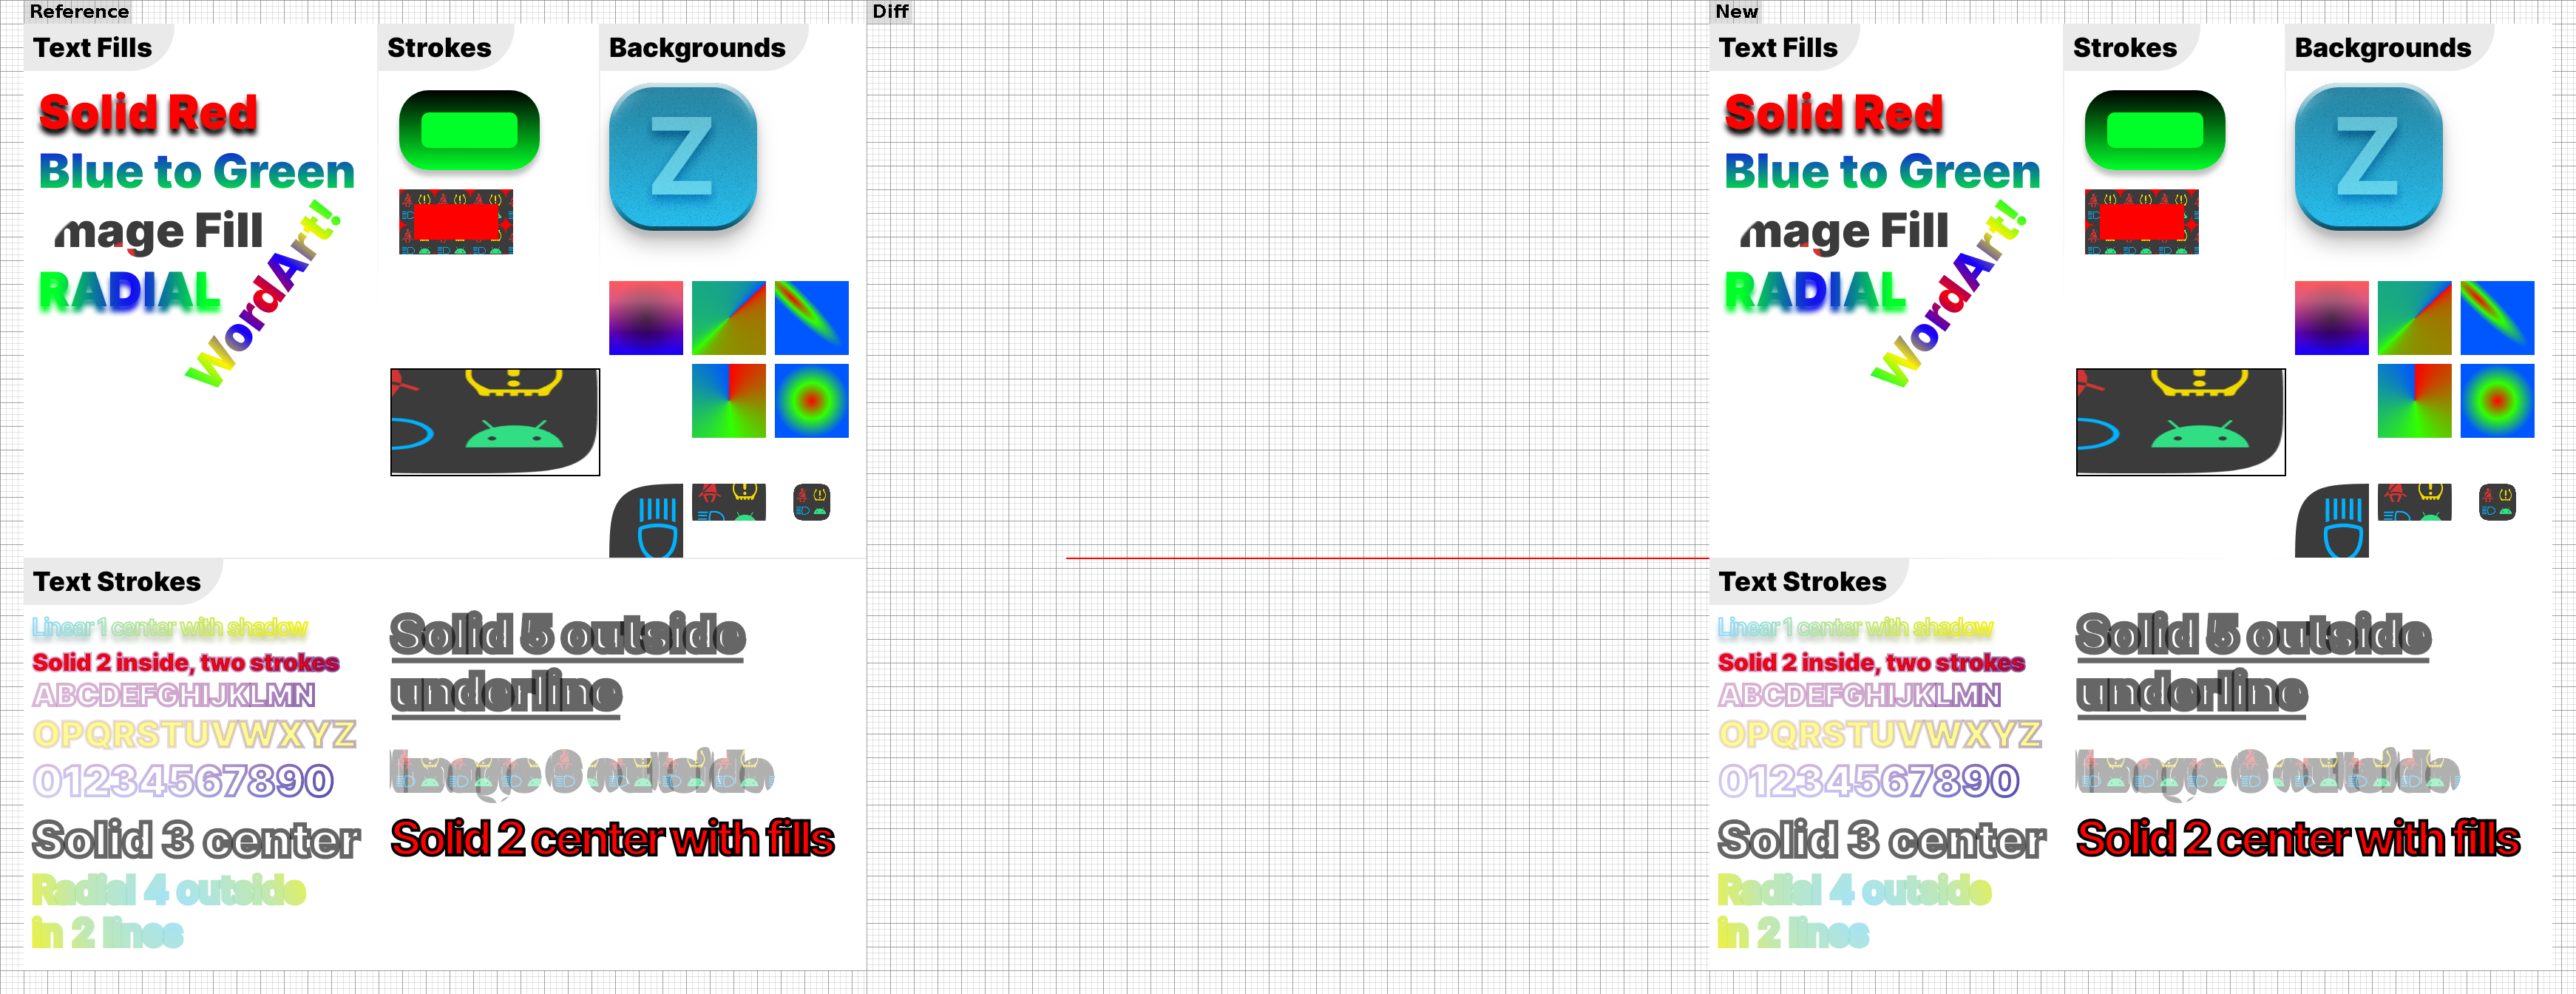 Reference
Diff
New
Text Fills
Strokes
Backgrounds
Solid Red
Blue to Green
mage Fill
RADIAL
WordArt!
Z
Text Strokes
Linear 1 center with shadow
Solid 2 inside, two strokes
ABCDEFGHIJKLMN
OPQRSTUVWXYZ
01234567890
Solid 3 center
Radial 4 outside
in 2 lines
Solid 5 outside
underline
Image 8 outside
Solid 2 center with fills
Text Fills
Strokes
Backgrounds
Solid Red
Blue to Green
mage Fill
RADIAL
WordArt!
Z
Text Strokes
Linear 1 center with shadow
Solid 2 inside, two strokes
ABCDEFGHIJKLMN
OPQRSTUVWXYZ
01234567890
Solid 3 center
Radial 4 outside
in 2 lines
Solid 5 outside
underline
Image 8 outside
Solid 2 center with fills